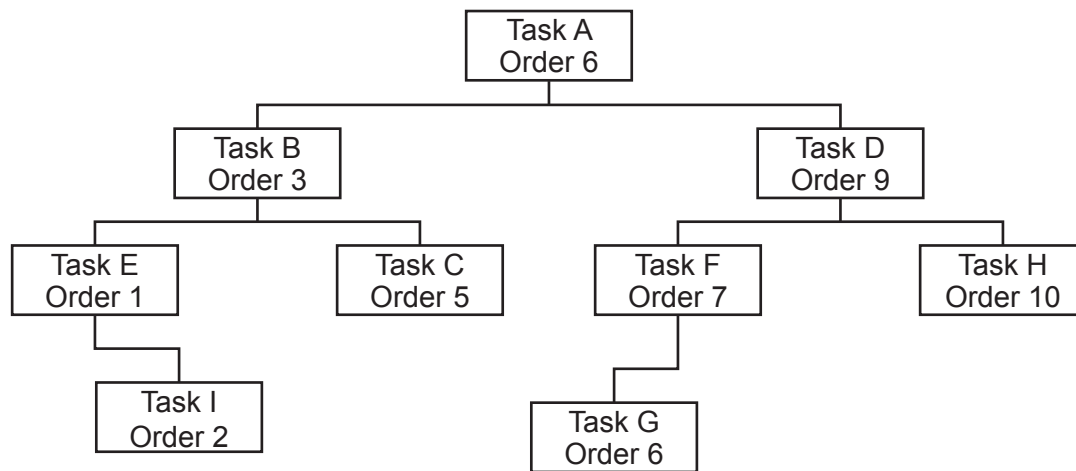 Task A
Order 6
Task B
Order 3
Task D
Order 9
Task E
Order 1
Task C
Order 5
Task F
Order 7
Task H
Order 10
Task I
Order 2
Task G
Order 6